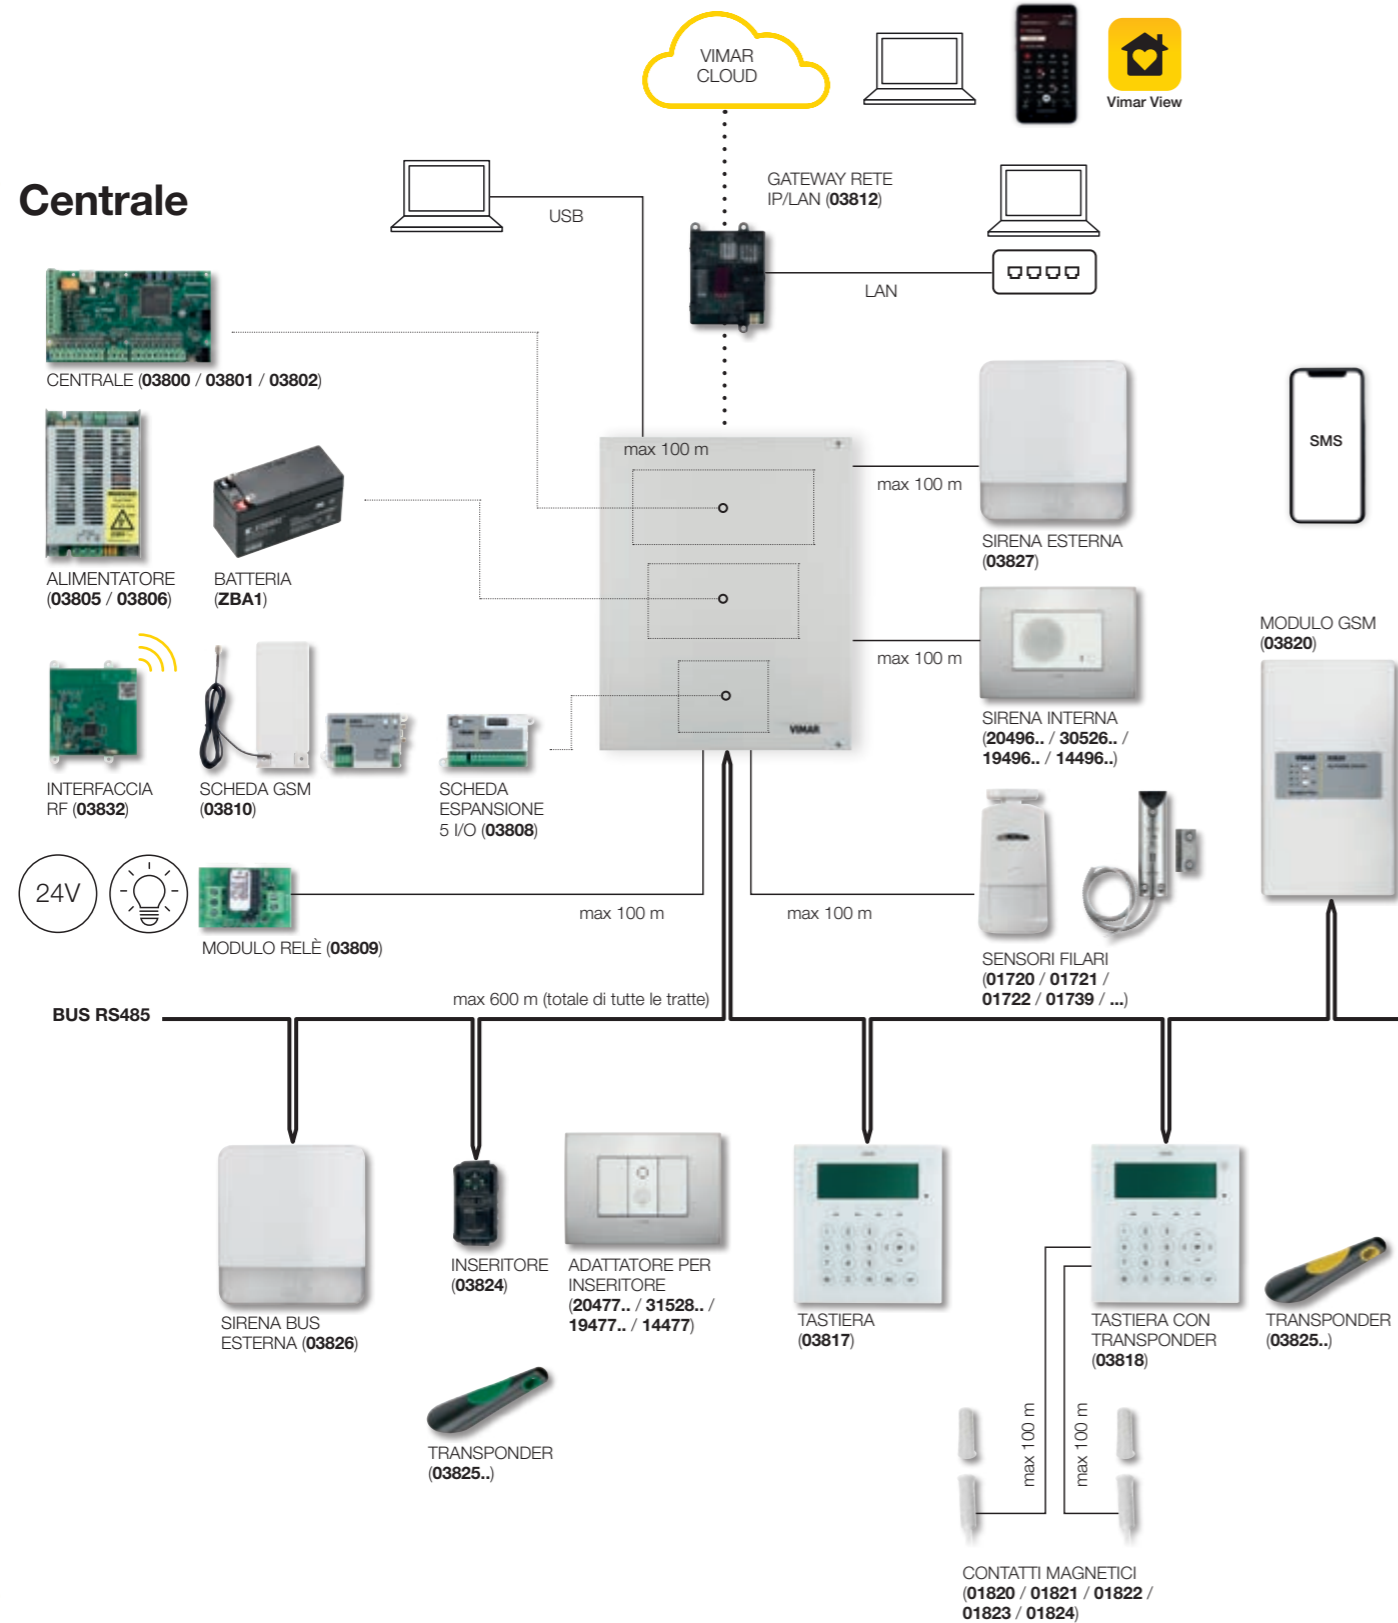 VIMAR
CLOUD
Vimar View
Centrale
USB
GATEWAY RETE
IP/LAN (03812)
LAN
CENTRALE (03800 / 03801 / 03802)
max 100 m
max 100 m
SIRENA ESTERNA
(03827)
SMS
ALIMENTATORE
(03805 / 03806)
BATTERIA
(ZBA1)
max 100 m
MODULO GSM
(03820)
SIRENA INTERNA
(20496.. / 30526.. /
19496.. / 14496..)
VIMAR
INTERFACCIA
RF (03832)
SCHEDA GSM
(03810)
SCHEDA
ESPANSIONE
5 I/O (03808)
24V
MODULO RELÈ (03809)
max 100 m
max 100 m
SENSORI FILARI
(01720 / 01721 /
01722 / 01739 / ...)
BUS RS485
max 600 m (totale di tutte le tratte)
SIRENA BUS
ESTERNA (03826)
INSERITORE
(03824)
ADATTATORE PER
INSERITORE
(20477.. / 31528.. /
19477.. / 14477)
TASTIERA
(03817)
TASTIERA CON
TRANSPONDER
(03818)
TRANSPONDER
(03825..)
TRANSPONDER
(03825..)
max 100 m
max 100 m
CONTATTI MAGNETICI
(01820 / 01821 / 01822 /
01823 / 01824)